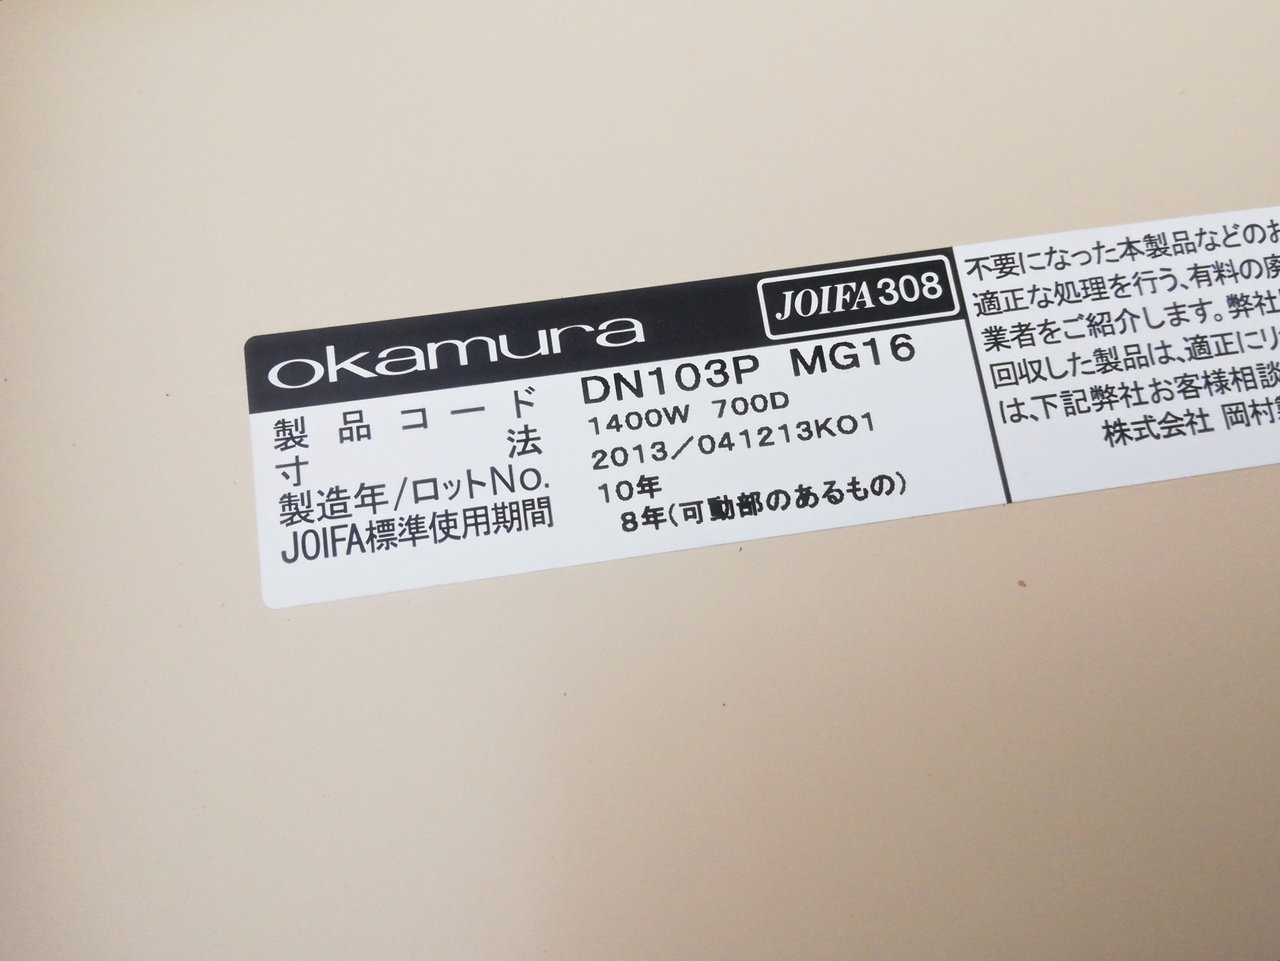 okamura JOIFA308
製品コード DN103P MG16
寸法 1400W 700D
製造年/ロットNo. 2013/041213K01
JOIFA標準使用期間 10年
8年(可動部のあるもの)
不要になった本製品などのお
適正な処理を行う、有料の廃
業者をご紹介します。弊社
回収した製品は、適正にリ
は、下記弊社お客様相談
株式会社 岡村製